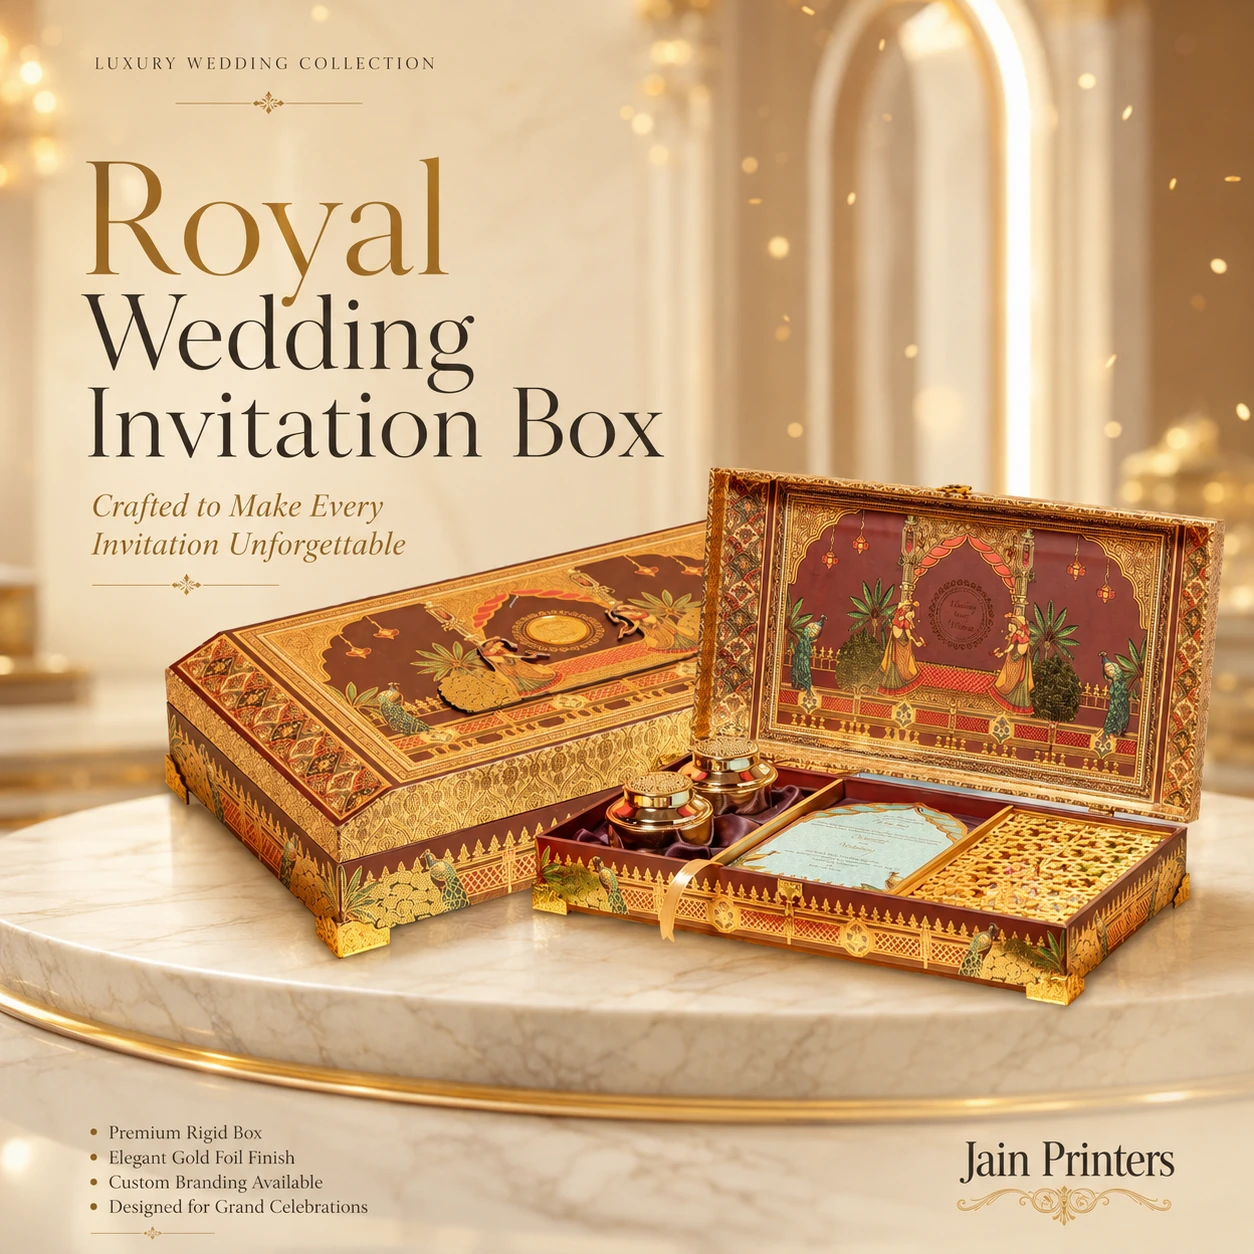 LUXURY WEDDING COLLECTION
Royal
Wedding
Invitation Box
Crafted to Make Every
Invitation Unforgettable
Premium Rigid Box
Elegant Gold Foil Finish
Custom Branding Available
Designed for Grand Celebrations
Jain Printers